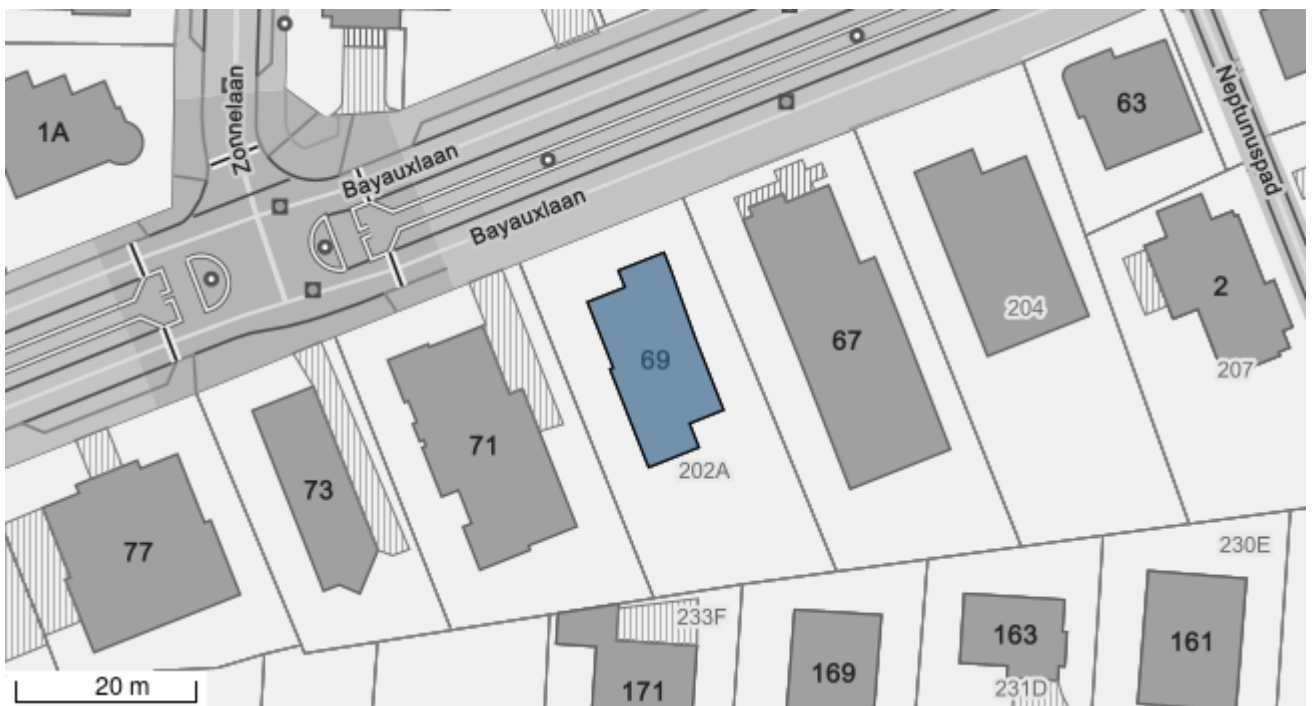 63
1A
Zonnelaan
Neptunuspad
Bayauxlaan
Bayauxlaan
2
204
67
69
207
71
202A
73
77
230E
233F
163
161
169
171
231D
20 m